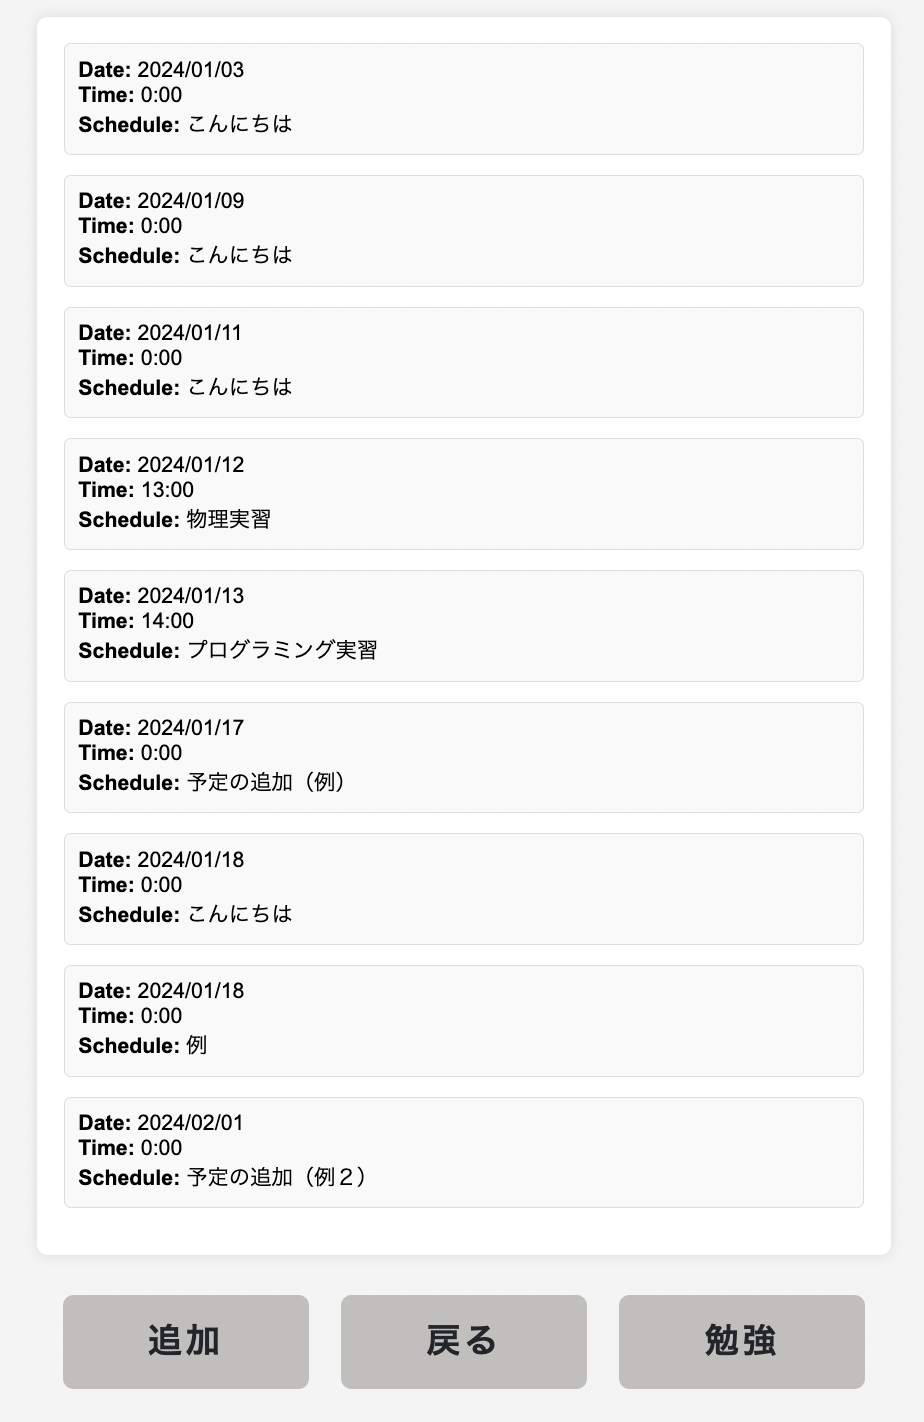 Date: 2024/01/03
Time: 0:00
Schedule: こんにちは
Date: 2024/01/09
Time: 0:00
Schedule: こんにちは
Date: 2024/01/11
Time: 0:00
Schedule: こんにちは
Date: 2024/01/12
Time: 13:00
Schedule: 物理実習
Date: 2024/01/13
Time: 14:00
Schedule: プログラミング実習
Date: 2024/01/17
Time: 0:00
Schedule: 予定の追加（例）
Date: 2024/01/18
Time: 0:00
Schedule: こんにちは
Date: 2024/01/18
Time: 0:00
Schedule: 例
Date: 2024/02/01
Time: 0:00
Schedule: 予定の追加（例２）
追加
戻る
勉強